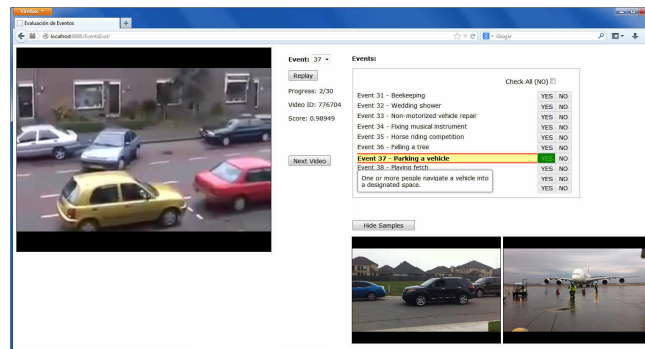 Firefox
Evaluación de Eventos
localhost:8080/EventsEval/
Google
Event: 37
Replay
Progress: 2/30
Video ID: 776704
Score: 0.98949
Next Video
Events:
Check All (NO)
Event 31 - Beekeeping YES NO
Event 32 - Wedding shower YES NO
Event 33 - Non-motorized vehicle repair YES NO
Event 34 - Fixing musical instrument YES NO
Event 35 - Horse riding competition YES NO
Event 36 - Felling a tree YES NO
Event 37 - Parking a vehicle YES NO
Event 38 - Playing fetch YES NO
One or more people navigate a vehicle into YES NO
a designated space. YES NO
Hide Samples